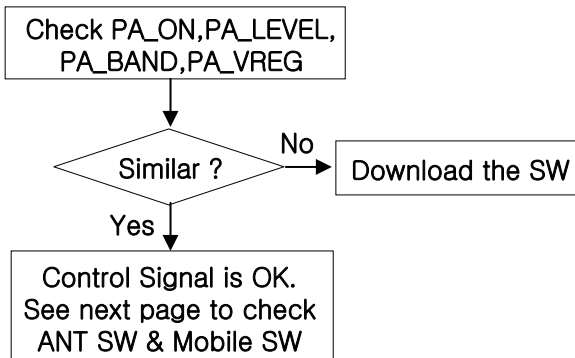 Check PA_ON,PA_LEVEL,
PA_BAND,PA_VREG
Similar ?
No
Download the SW
Yes
Control Signal is OK.
See next page to check
ANT SW & Mobile SW